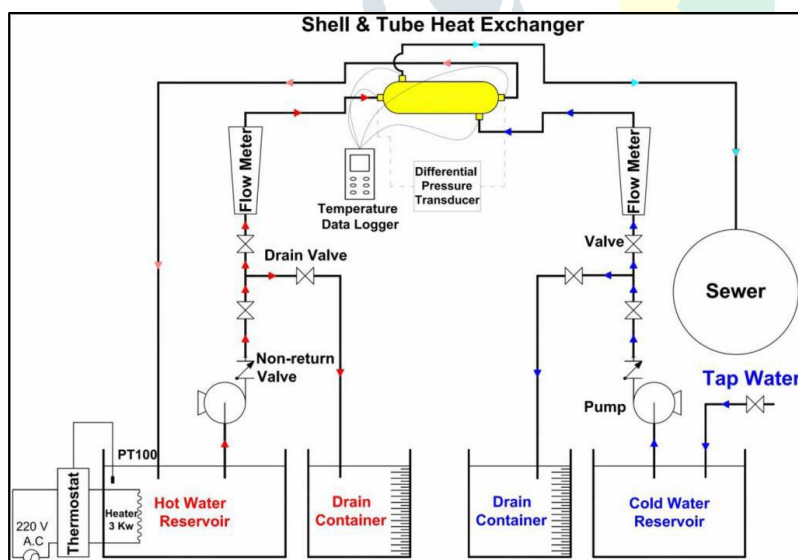 Shell & Tube Heat Exchanger
Flow Meter
Temperature
Data Logger
Differential
Pressure
Transducer
Flow Meter
Drain Valve
Valve
Sewer
Non-return
Valve
Pump
Tap Water
PT100
Thermostat
Heater
3 Kw
220 V
A.C
Hot Water
Reservoir
Drain
Container
Drain
Container
Cold Water
Reservoir